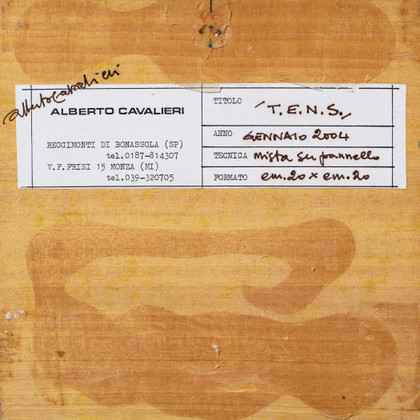 Alberto Cavalieri
ALBERTO CAVALIERI
REGGIMONTI DI BONASSOLA (SP)
tel.0187-814307
V.F.FRISI 15 MONZA (MI)
tel.039-320705
TITOLO "T.E.N.S."
ANNO GENNAIO 2004
TECNICA mista su pannello
FORMATO cm.20 x cm.20